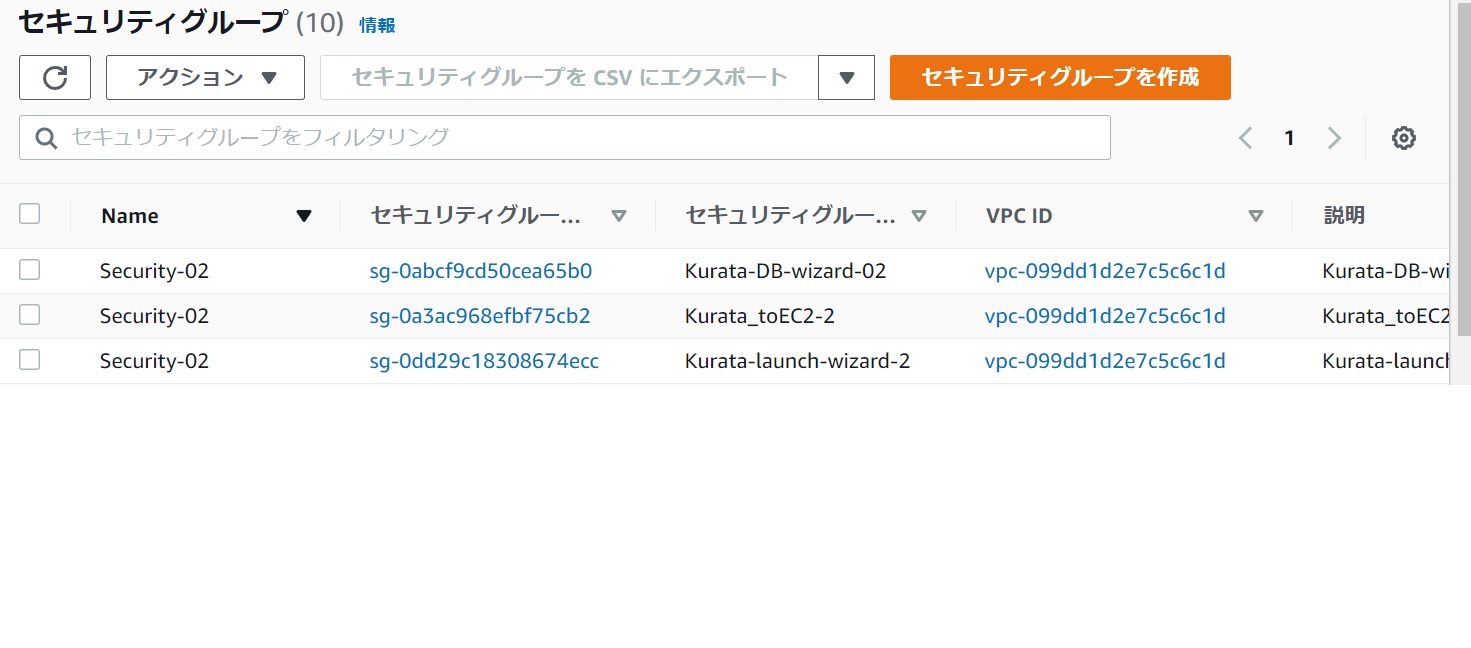 セキュリティグループ (10) 情報
アクション セキュリティグループを CSV にエクスポート セキュリティグループを作成
セキュリティグループをフィルタリング 1
Name セキュリティグルー... セキュリティグルー... VPC ID 説明
Security-02 sg-0abcf9cd50cea65b0 Kurata-DB-wizard-02 vpc-099dd1d2e7c5c6c1d Kurata-DB-wi
Security-02 sg-0a3ac968efbf75cb2 Kurata_toEC2-2 vpc-099dd1d2e7c5c6c1d Kurata_toEC2
Security-02 sg-0dd29c18308674ecc Kurata-launch-wizard-2 vpc-099dd1d2e7c5c6c1d Kurata-launch